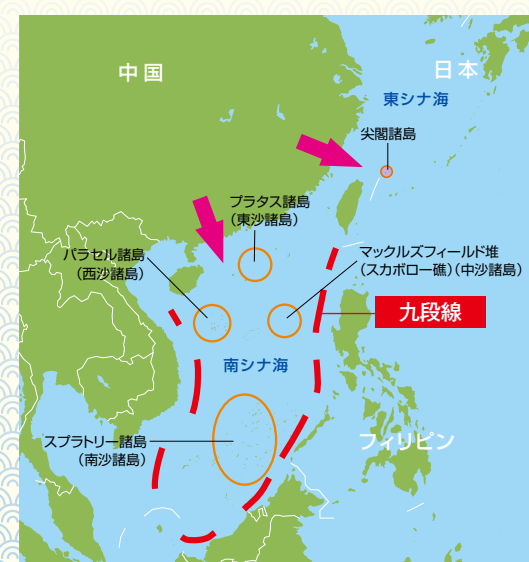 中国
日本
東シナ海
尖閣諸島
プラタス諸島
（東沙諸島）
パラセル諸島
（西沙諸島）
マックルズフィールド堆
（スカボロー礁）（中沙諸島）
九段線
南シナ海
スプラトリー諸島
（南沙諸島）
フィリピン